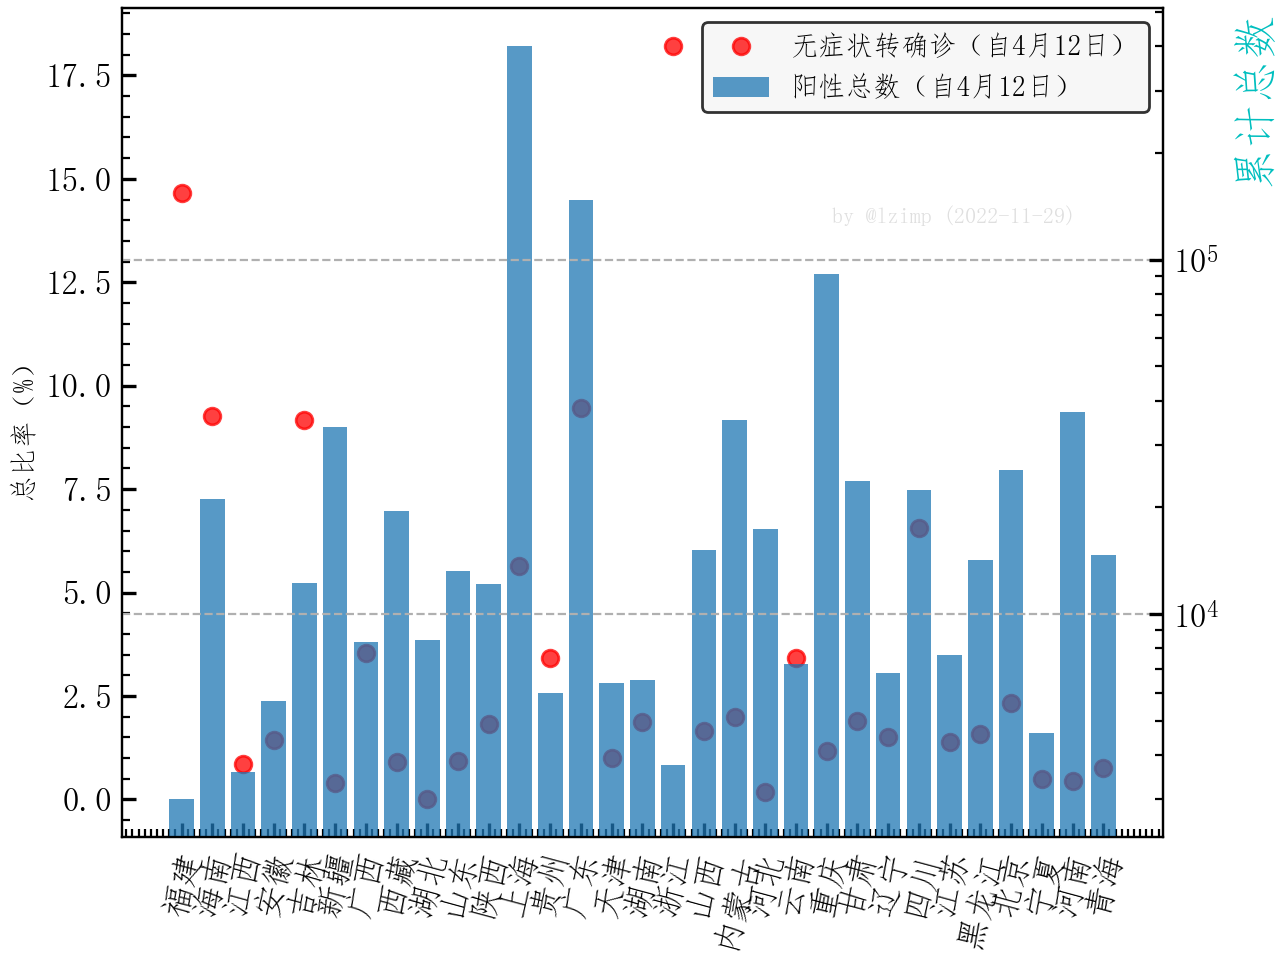 无症状转确诊（自4月12日）
阳性总数（自4月12日）
累计总数
by @lzimp (2022-11-29)
总比率 (%)
17.5
15.0
12.5
10.0
7.5
5.0
2.5
0.0
10^5
10^4
福建
海南
江西
安徽
吉林
新疆
广西
西藏
湖北
山东
陕西
上海
贵州
广东
天津
湖南
浙江
山西
内蒙古
河北
云南
重庆
甘肃
辽宁
四川
江苏
黑龙江
北京
宁夏
河南
青海